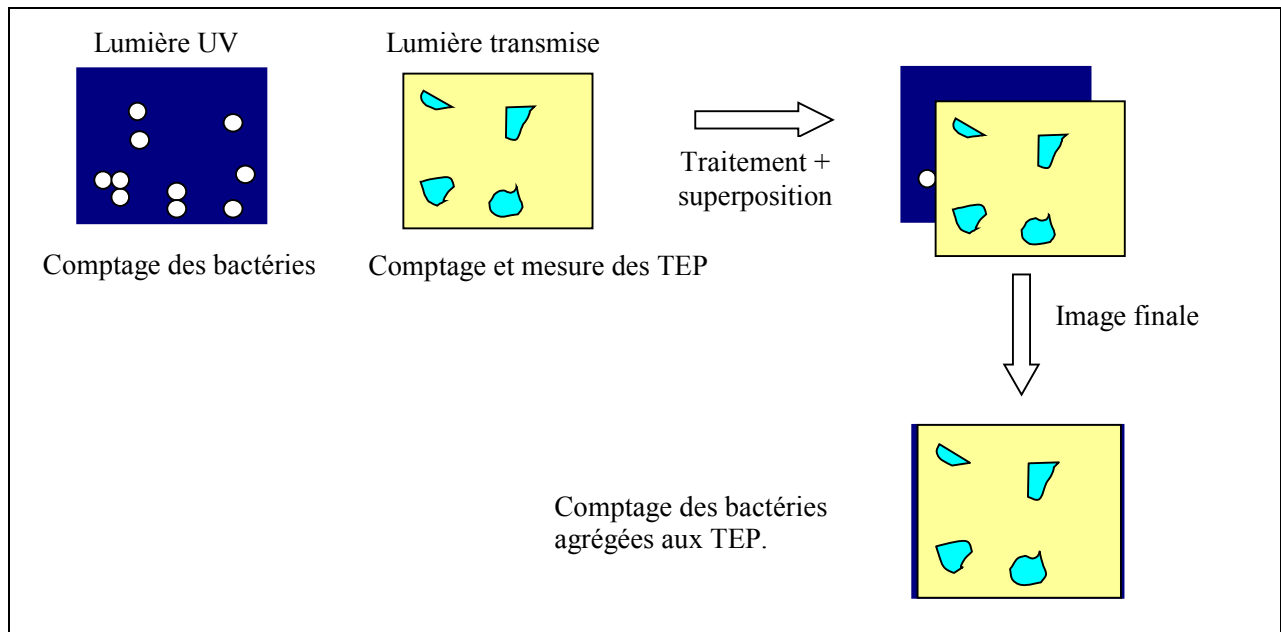 Lumière UV
Lumière transmise
Traitement +
superposition
Comptage des bactéries
Comptage et mesure des TEP
Image finale
Comptage des bactéries
agrégées aux TEP.